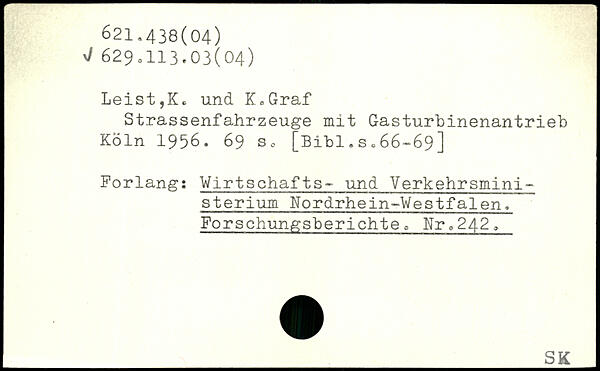 621.438(04)
√ 629.113.03(04)
Leist,K. und K.Graf
Strassenfahrzeuge mit Gasturbinenantrieb
Köln 1956. 69 s. [Bibl.s.66-69]
Forlang: Wirtschafts- und Verkehrsmini-
sterium Nordrhein-Westfalen.
Forschungsberichte. Nr.242.
SK